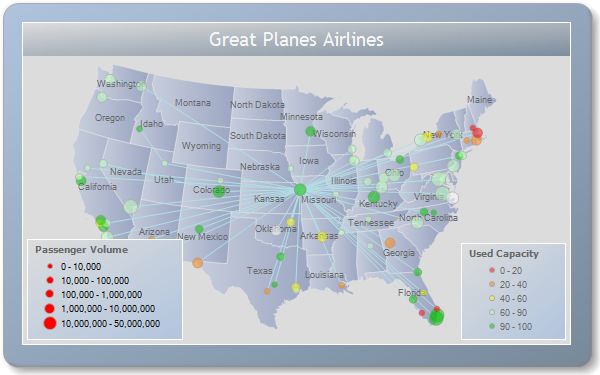 Great Planes Airlines
Washington
Montana
North Dakota
Minnesota
Maine
Oregon
Idaho
South Dakota
Wisconsin
New York
Wyoming
Iowa
Nebraska
Nevada
Utah
Illinois
Ohio
California
Colorado
Kansas
Missouri
Kentucky
Virginia
Arizona
New Mexico
Oklahoma
Arkansas
Tennessee
North Carolina
Georgia
Texas
Louisiana
Florida
Passenger Volume
0 - 10,000
10,000 - 100,000
100,000 - 1,000,000
1,000,000 - 10,000,000
10,000,000 - 50,000,000
Used Capacity
0 - 20
20 - 40
40 - 60
60 - 90
90 - 100